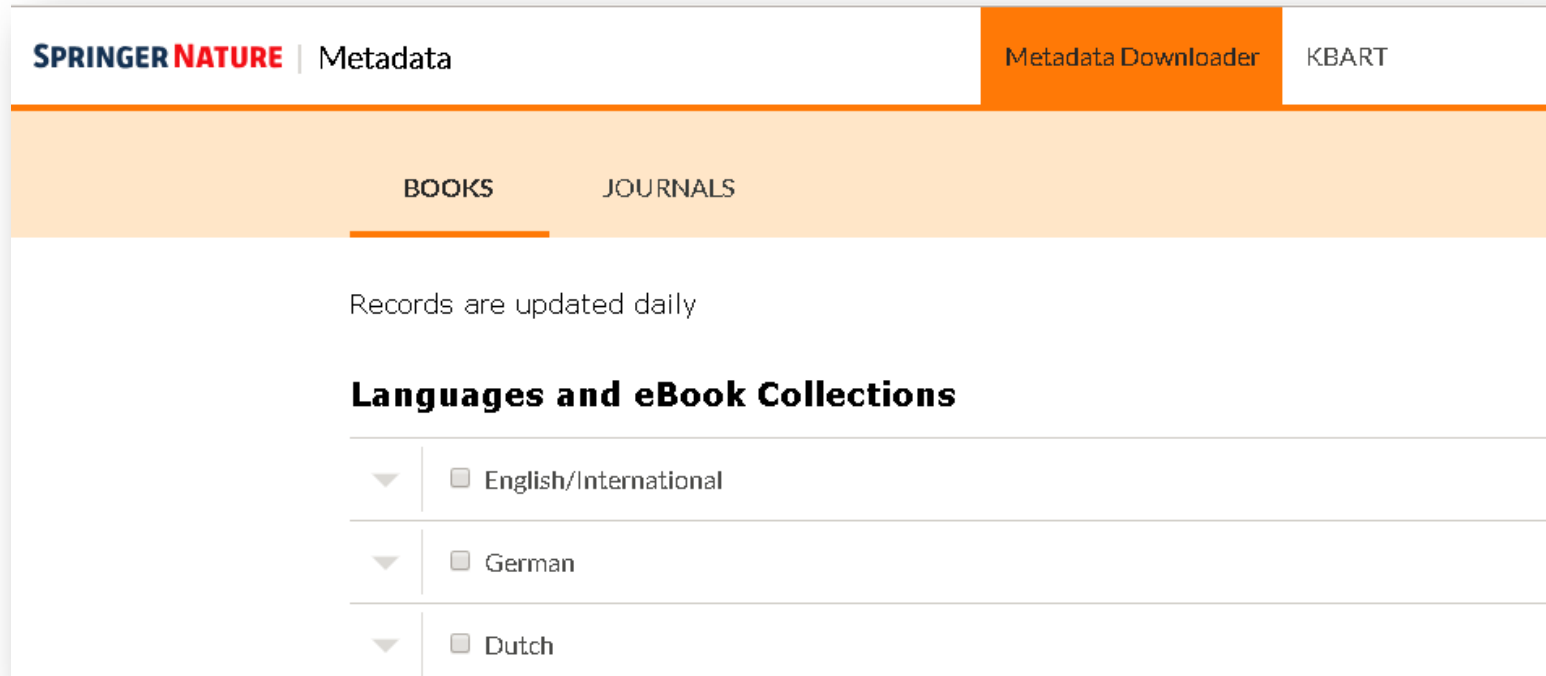 SPRINGER NATURE | Metadata Metadata Downloader KBART
BOOKS JOURNALS
Records are updated daily
Languages and eBook Collections
English/International
German
Dutch